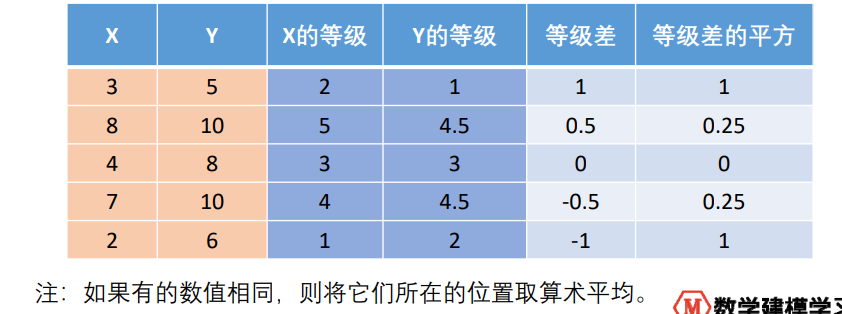 X Y X的等级 Y的等级 等级差 等级差的平方
3 5 2 1 1 1
8 10 5 4.5 0.5 0.25
4 8 3 3 0 0
7 10 4 4.5 -0.5 0.25
2 6 1 2 -1 1
注：如果有的数值相同，则将它们所在的位置取算术平均。
M 数学建模学习